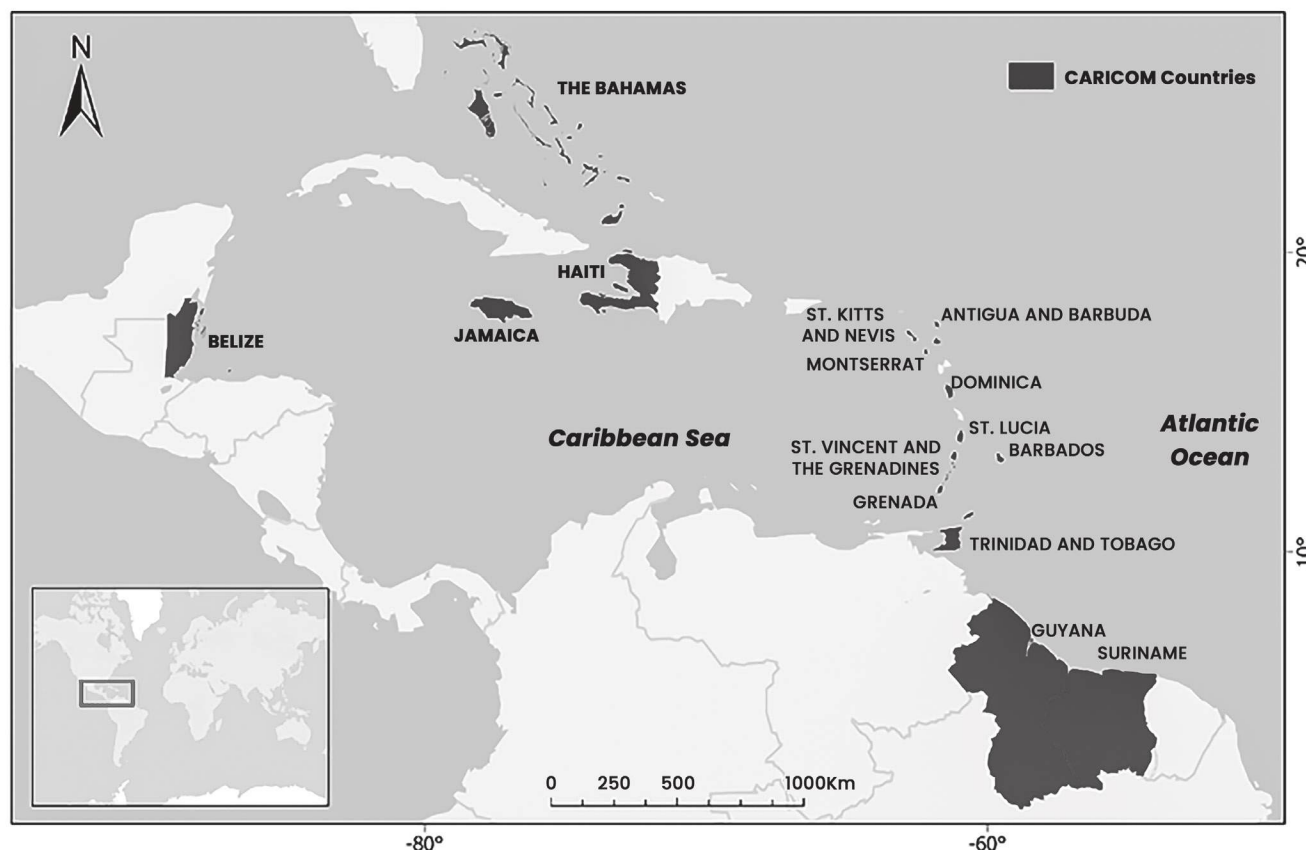 N
THE BAHAMAS
CARICOM Countries
20°
HAITI
JAMAICA
BELIZE
ST. KITTS
AND NEVIS
ANTIGUA AND BARBUDA
MONTSERRAT
DOMINICA
Caribbean Sea
ST. LUCIA
BARBADOS
Atlantic
Ocean
ST. VINCENT AND
THE GRENADINES
GRENADA
TRINIDAD AND TOBAGO
10°
GUYANA
SURINAME
0 250 500 1000Km
-80° -60°